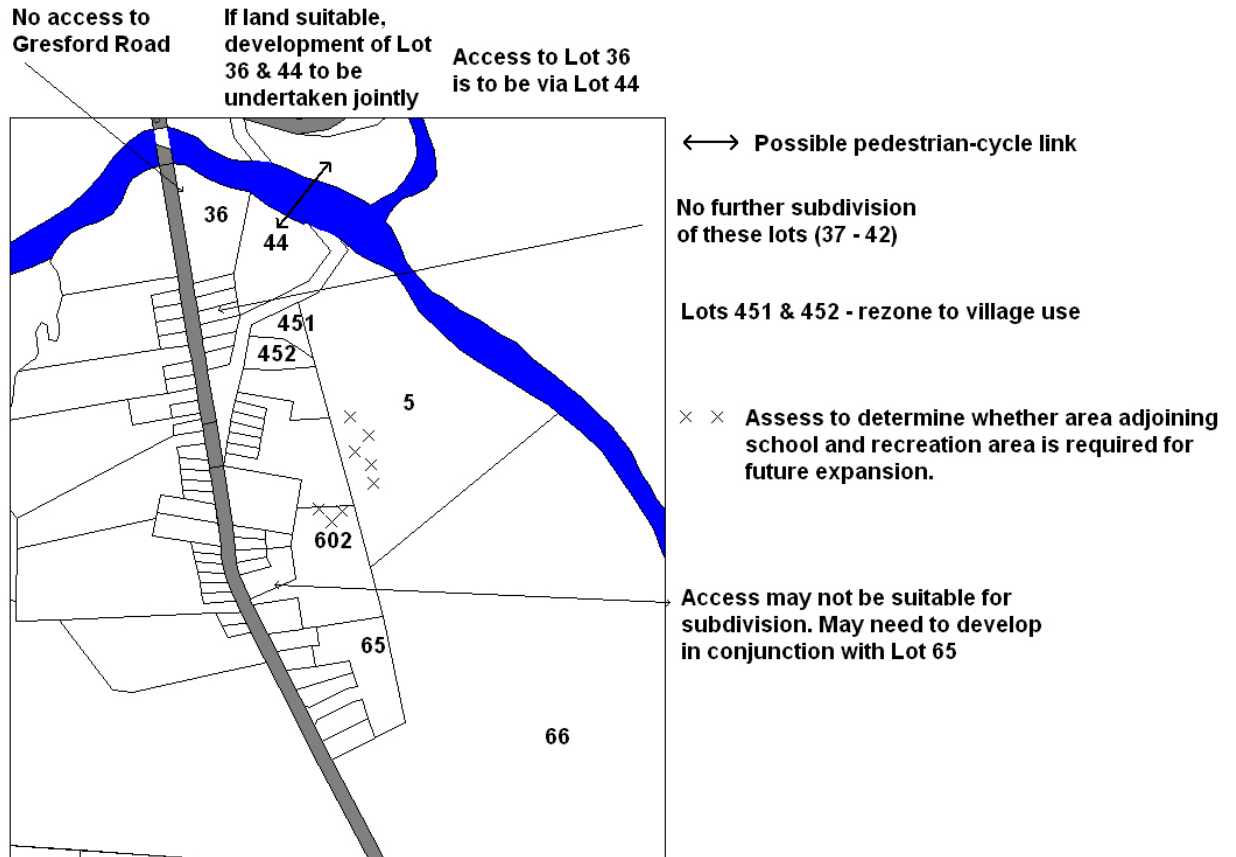 No access to
Gresford Road
If land suitable,
development of Lot
36 & 44 to be
undertaken jointly
Access to Lot 36
is to be via Lot 44
Possible pedestrian-cycle link
36
44
No further subdivision
of these lots (37 - 42)
Lots 451 & 452 - rezone to village use
451
452
5
Assess to determine whether area adjoining
school and recreation area is required for
future expansion.
602
Access may not be suitable for
subdivision. May need to develop
in conjunction with Lot 65
65
66